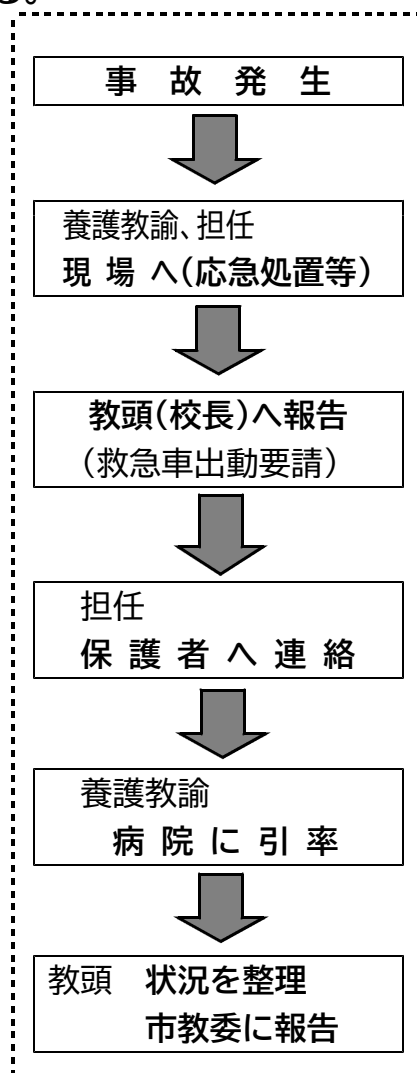 事故発生
養護教諭、担任
現場へ(応急処置等)
教頭(校長)へ報告
(救急車出動要請)
担任
保護者へ連絡
養護教諭
病院に引率
教頭 状況を整理
市教委に報告